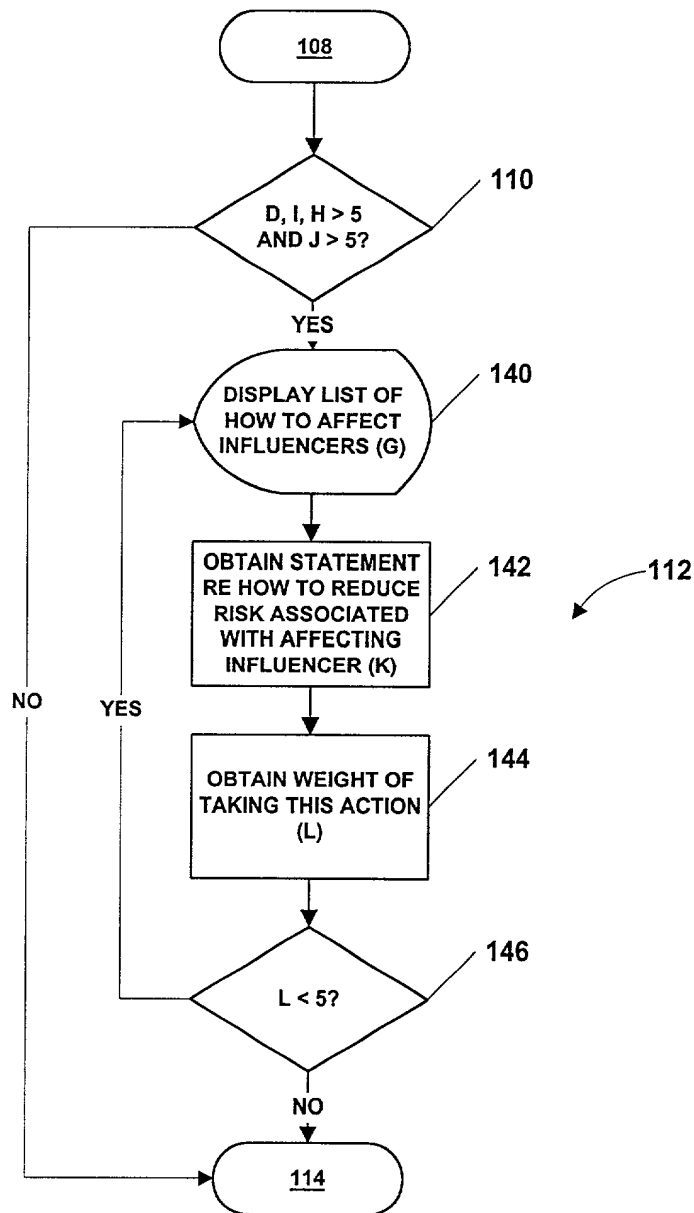 108
D, I, H > 5
AND J > 5?
110
YES
DISPLAY LIST OF
HOW TO AFFECT
INFLUENCERS (G)
140
OBTAIN STATEMENT
RE HOW TO REDUCE
RISK ASSOCIATED
WITH AFFECTING
INFLUENCER (K)
142
112
NO
YES
OBTAIN WEIGHT OF
TAKING THIS ACTION
(L)
144
L < 5?
146
NO
114